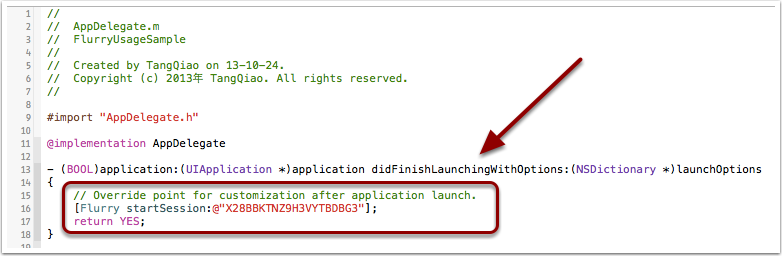 1 //
2 //  AppDelegate.m
3 //  FlurryUsageSample
4 //
5 //  Created by TangQiao on 13-10-24.
6 //  Copyright (c) 2013年 TangQiao. All rights reserved.
7 //
8
9 #import "AppDelegate.h"
10
11 @implementation AppDelegate
12
13 - (BOOL)application:(UIApplication *)application didFinishLaunchingWithOptions:(NSDictionary *)launchOptions
14 {
15     // Override point for customization after application launch.
16     [Flurry startSession:@"X28BBKTNZ9H3VYTBDBG3"];
17     return YES;
18 }
19